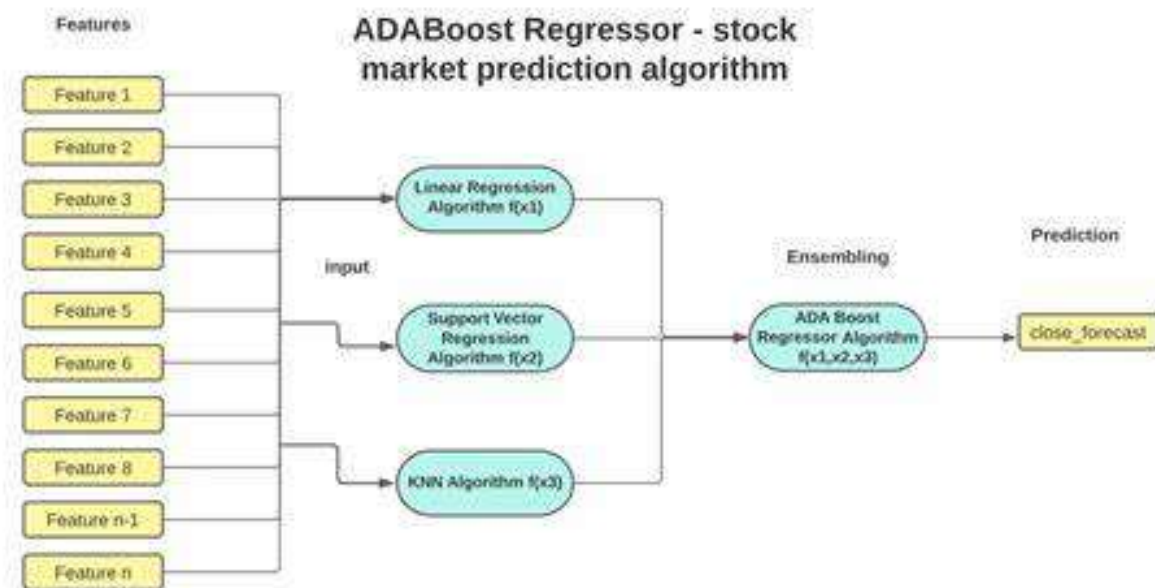 Features
ADABoost Regressor - stock
market prediction algorithm
Feature 1
Feature 2
Feature 3
Feature 4
Feature 5
Feature 6
Feature 7
Feature 8
Feature n-1
Feature n
input
Linear Regression
Algorithm f(x1)
Support Vector
Regression
Algorithm f(x2)
KNN Algorithm f(x3)
Ensembling
ADA Boost
Regressor Algorithm
f(x1,x2,x3)
Prediction
close_forecast